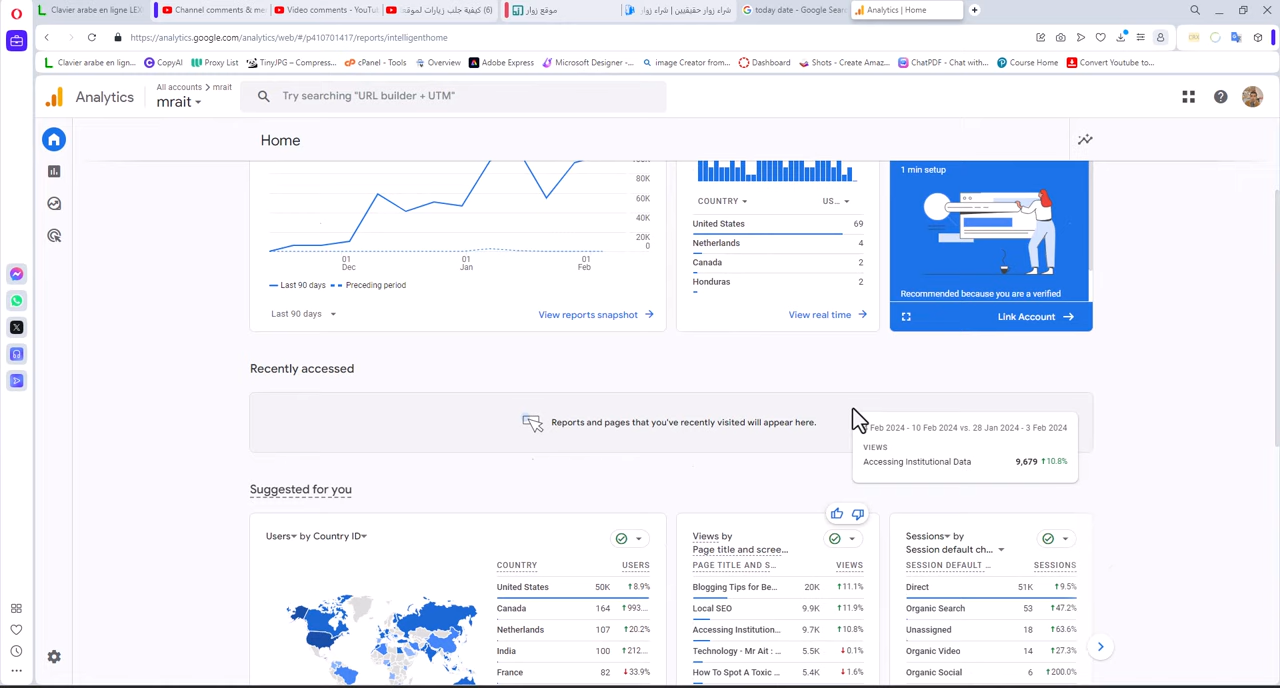 Clavier arabe en ligne LEX
Channel comments & me
Video comments - YouTu
(6) كيفية جلب زيارات لموقع
موقع زوار
شراء زوار حقيقيين | شراء زوار
today date - Google Sear
Analytics | Home
https://analytics.google.com/analytics/web/#/p410701417/reports/intelligenthome
Clavier arabe en lign...
CopyAI
Proxy List
TinyJPG – Compress...
cPanel - Tools
Overview
Adobe Express
Microsoft Designer -...
image Creator from...
Dashboard
Shots - Create Amaz...
ChatPDF - Chat with...
Course Home
Convert Youtube to...
Analytics
All accounts > mrait
mrait
Try searching "URL builder + UTM"
Home
80K
60K
40K
20K
0
01 Dec
01 Jan
01 Feb
Last 90 days
Preceding period
Last 90 days
View reports snapshot
COUNTRY
US...
United States 69
Netherlands 4
Canada 2
Honduras 2
View real time
1 min setup
Recommended because you are a verified
Link Account
Recently accessed
Reports and pages that you've recently visited will appear here.
Feb 2024 - 10 Feb 2024 vs. 28 Jan 2024 - 3 Feb 2024
VIEWS
Accessing Institutional Data 9,679 ↑10.8%
Suggested for you
Users by Country ID
COUNTRY USERS
United States 50K ↑8.9%
Canada 164 ↑993....
Netherlands 107 ↑20.2%
India 100 ↑212....
France 82 ↓33.9%
Views by
Page title and scree...
PAGE TITLE AND S... VIEWS
Blogging Tips for Be... 20K ↑11.1%
Local SEO 9.9K ↑11.9%
Accessing Institution... 9.7K ↑10.8%
Technology - Mr Ait : ... 5.5K ↓0.1%
How To Spot A Toxic ... 5.4K ↓1.6%
Sessions by
Session default ch...
SESSION DEFAULT ... SESSIONS
Direct 51K ↑9.5%
Organic Search 53 ↑47.2%
Unassigned 18 ↑63.6%
Organic Video 14 ↑27.3%
Organic Social 6 ↑200.0%